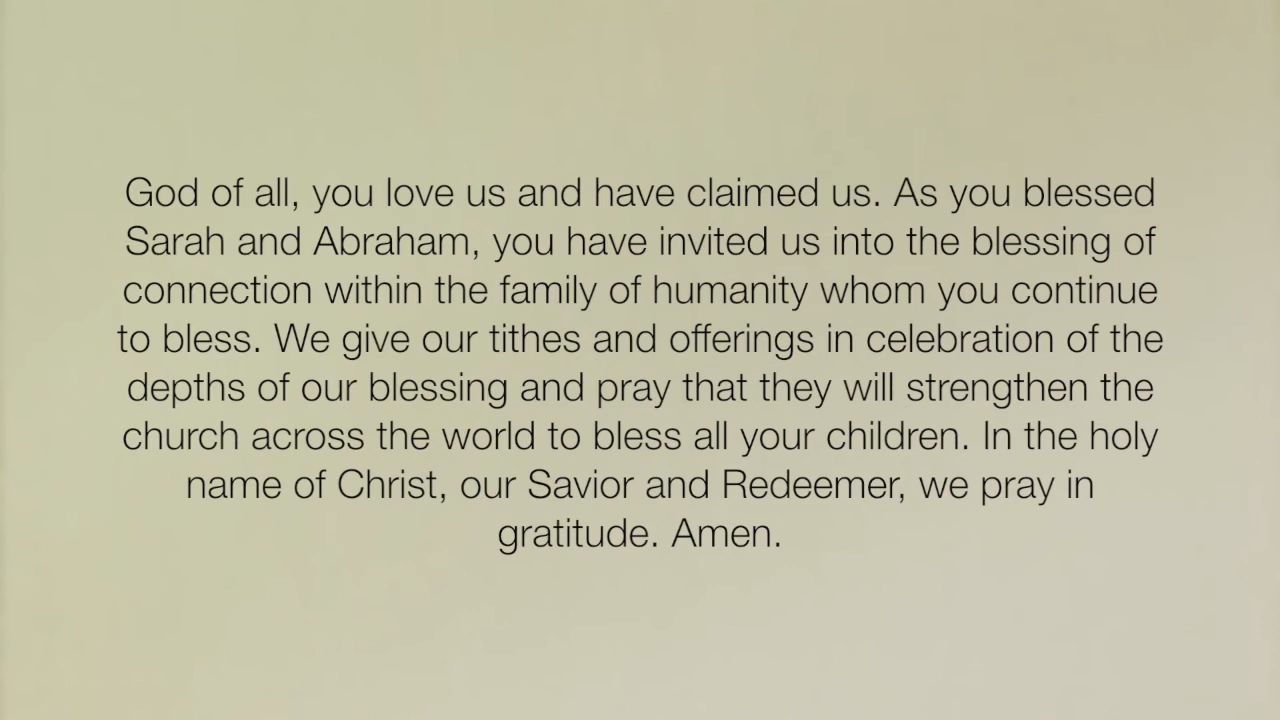 God of all, you love us and have claimed us. As you blessed
Sarah and Abraham, you have invited us into the blessing of
connection within the family of humanity whom you continue
to bless. We give our tithes and offerings in celebration of the
depths of our blessing and pray that they will strengthen the
church across the world to bless all your children. In the holy
name of Christ, our Savior and Redeemer, we pray in
gratitude. Amen.